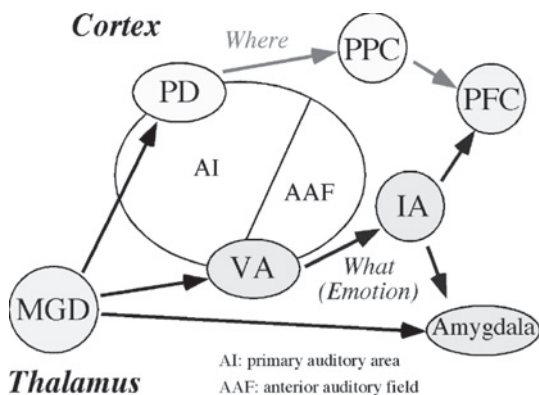 Cortex
Where
PPC
PD
PFC
AI
AAF
IA
VA
What
(Emotion)
MGD
Amygdala
AI: primary auditory area
Thalamus
AAF: anterior auditory field